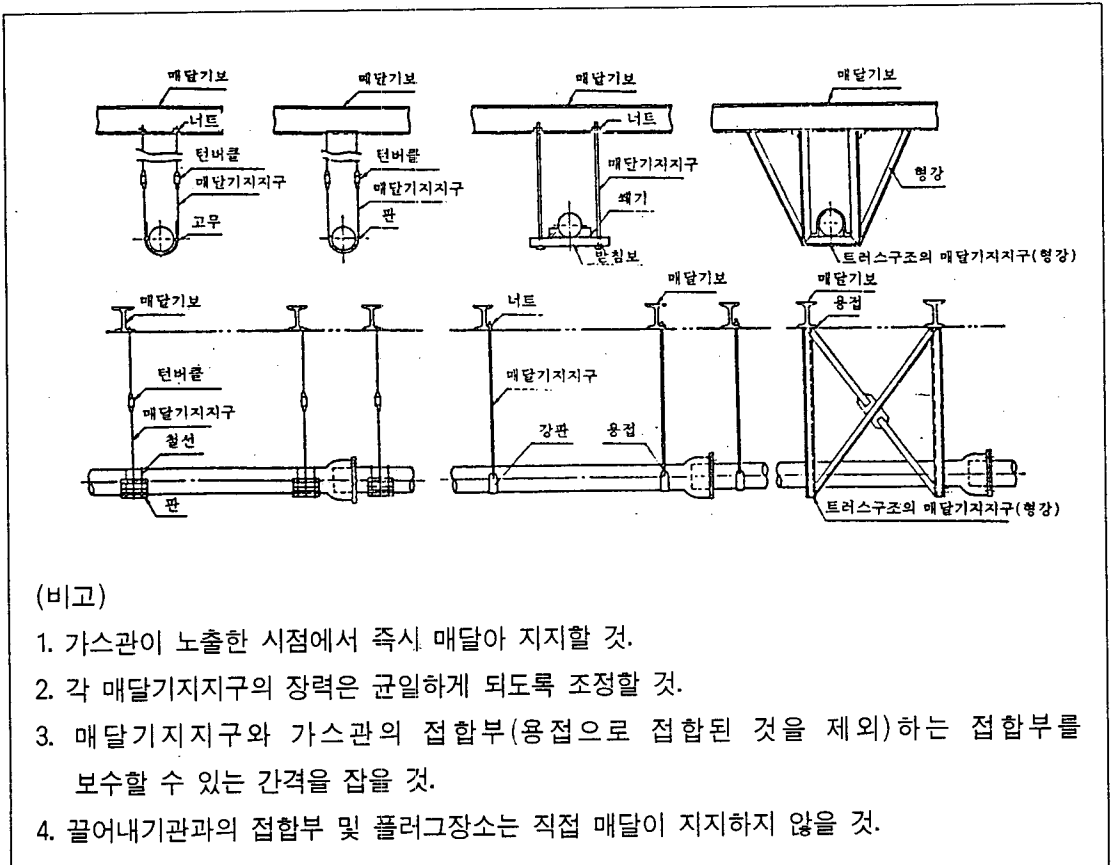 매달기보
매단기보
매달기보
매달기보
너트
너트
턴버클
턴버클
매달기지지구
매달기지지구
매달기지지구
형강
고무
판
쐐기
받침보
트러스구조의 매달기지지구(형강)
매달기보
너트
매달기보
매달기보
용접
턴버클
매달기지지구
매달기지지구
철선
강판
용접
판
트러스구조의 매달기지지구(형강)
(비고)
1. 가스관이 노출한 시점에서 즉시 매달아 지지할 것.
2. 각 매달기지지구의 장력은 균일하게 되도록 조정할 것.
3. 매달기지지구와 가스관의 접합부(용접으로 접합된 것을 제외)하는 접합부를
보수할 수 있는 간격을 잡을 것.
4. 끌어내기관과의 접합부 및 플러그장소는 직접 매달이 지지하지 않을 것.